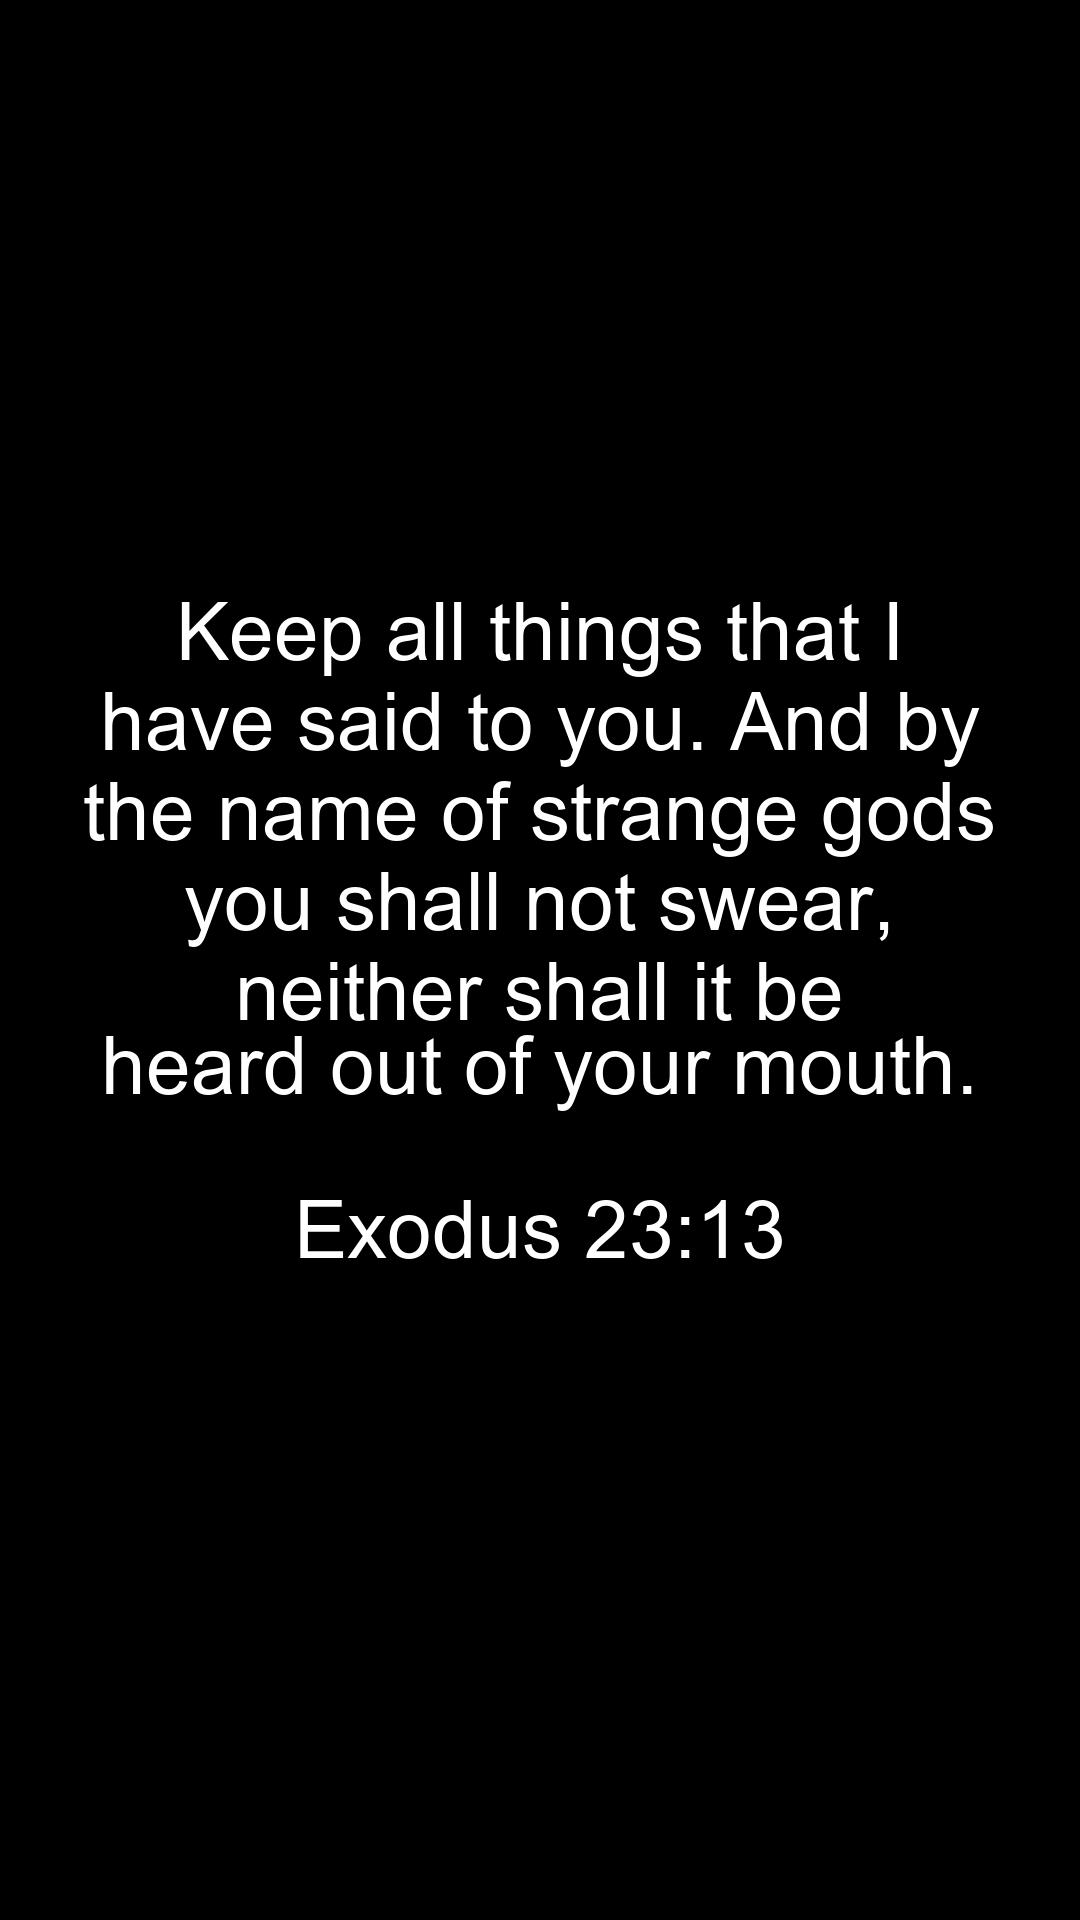 Keep all things that I
have said to you. And by
the name of strange gods
you shall not swear,
neither shall it be
heard out of your mouth.
Exodus 23:13